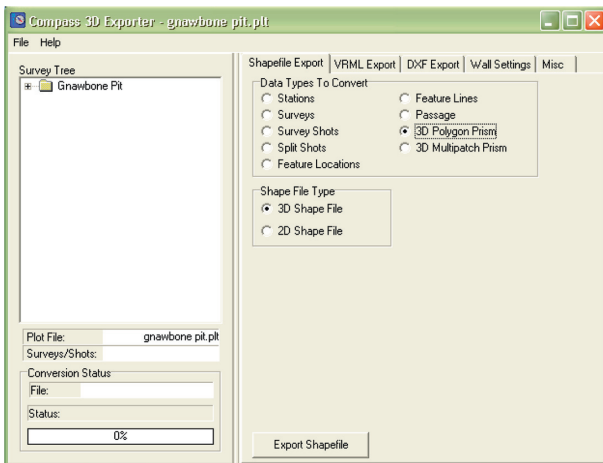 Compass 3D Exporter - gnawbone pit.plt
File Help
Survey Tree
Gnawbone Pit
Plot File: gnawbone pit.plt
Surveys/Shots:
Conversion Status
File:
Status:
0%
Shapefile Export VRML Export DXF Export Wall Settings Misc
Data Types To Convert
Stations Feature Lines
Surveys Passage
Survey Shots 3D Polygon Prism
Split Shots 3D Multipatch Prism
Feature Locations
Shape File Type
3D Shape File
2D Shape File
Export Shapefile